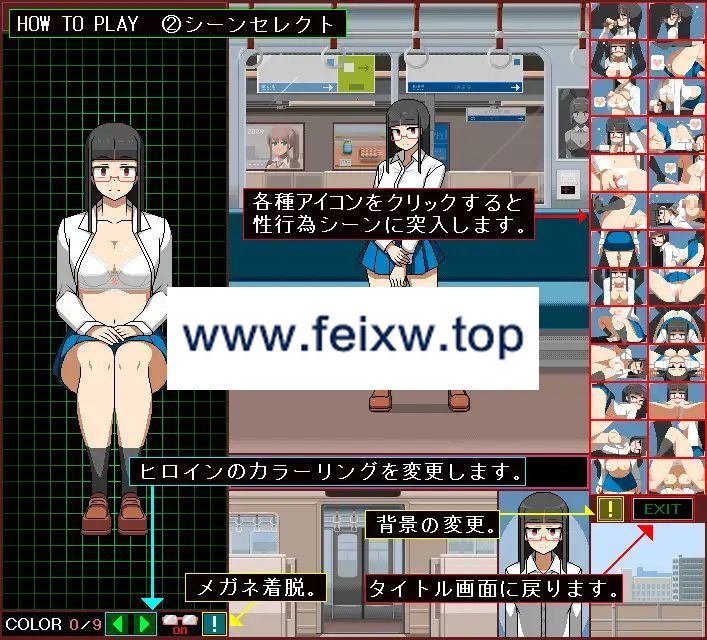 HOW TO PLAY ②シーンセレクト
2024
各種アイコンをクリックすると
性行為シーンに突入します。
www.feixw.top
ヒロインのカラーリングを変更します。
背景の変更。
! EXIT
メガネ着脱。
タイトル画面に戻ります。
COLOR 0/9
on
!